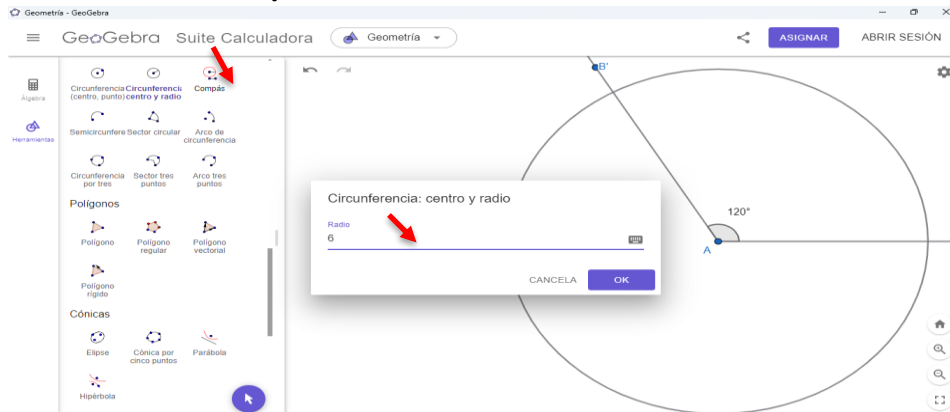 Geometría - GeoGebra
GeoGebra Suite Calculadora Geometría ASIGNAR ABRIR SESIÓN
Álgebra
Herramientas
Circunferencia (centro, punto)
Circunferencia centro y radio
Compás
Semicircunfere
Sector circular
Arco de circunferencia
Circunferencia por tres
Sector tres puntos
Arco tres puntos
Polígonos
Polígono
Polígono regular
Polígono vectorial
Polígono rígido
Cónicas
Elipse
Cónica por cinco puntos
Parábola
Hipérbola
Circunferencia: centro y radio
Radio
6
CANCELA OK
B'
120°
A